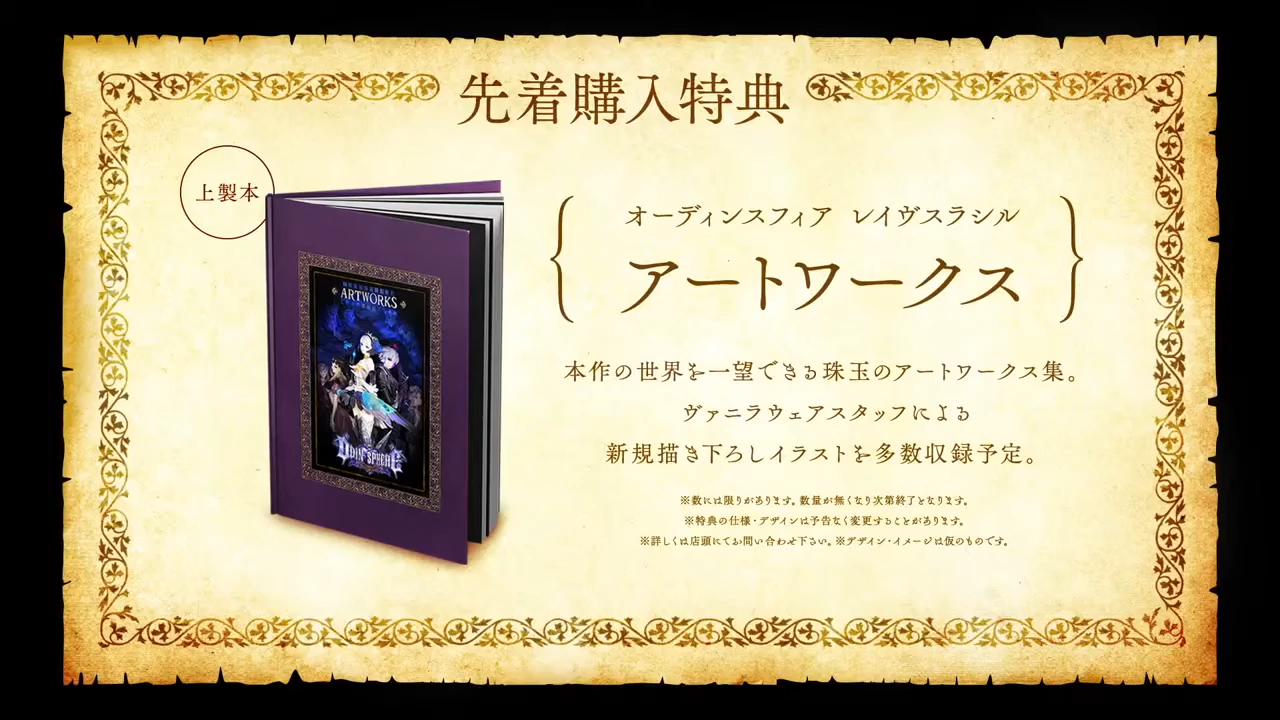 先着購入特典
上製本
ARTWORKS
ODIN SPHERE
オーディンスフィア レイヴスラシル
アートワークス
本作の世界を一望できる珠玉のアートワークス集。
ヴァニラウェアスタッフによる
新規描き下ろしイラストを多数収録予定。
※数には限りがあります。数量が無くなり次第終了となります。
※特典の仕様・デザインは予告なく変更することがあります。
※詳しくは店頭にてお問い合わせ下さい。※デザイン・イメージは仮のものです。